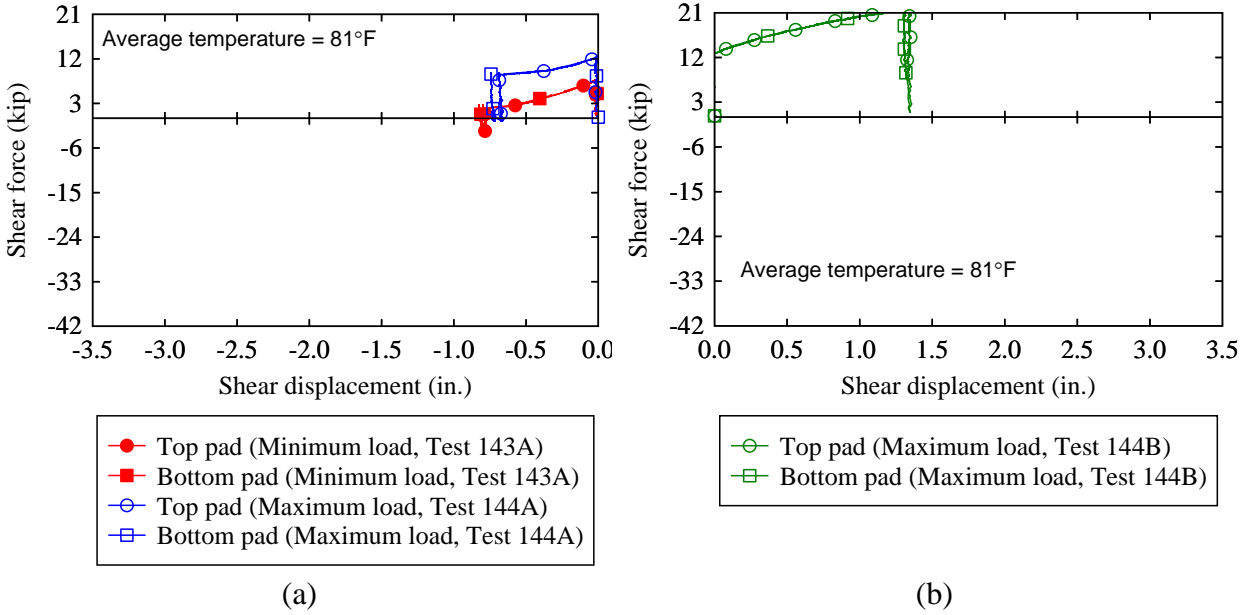 21
12
3
-6
-15
-24
-33
-42
Shear force (kip)
Average temperature = 81°F
-3.5 -3.0 -2.5 -2.0 -1.5 -1.0 -0.5 0.0
Shear displacement (in.)
Top pad (Minimum load, Test 143A)
Bottom pad (Minimum load, Test 143A)
Top pad (Maximum load, Test 144A)
Bottom pad (Maximum load, Test 144A)
(a)
21
12
3
-6
-15
-24
-33
-42
Shear force (kip)
Average temperature = 81°F
0.0 0.5 1.0 1.5 2.0 2.5 3.0 3.5
Shear displacement (in.)
Top pad (Maximum load, Test 144B)
Bottom pad (Maximum load, Test 144B)
(b)